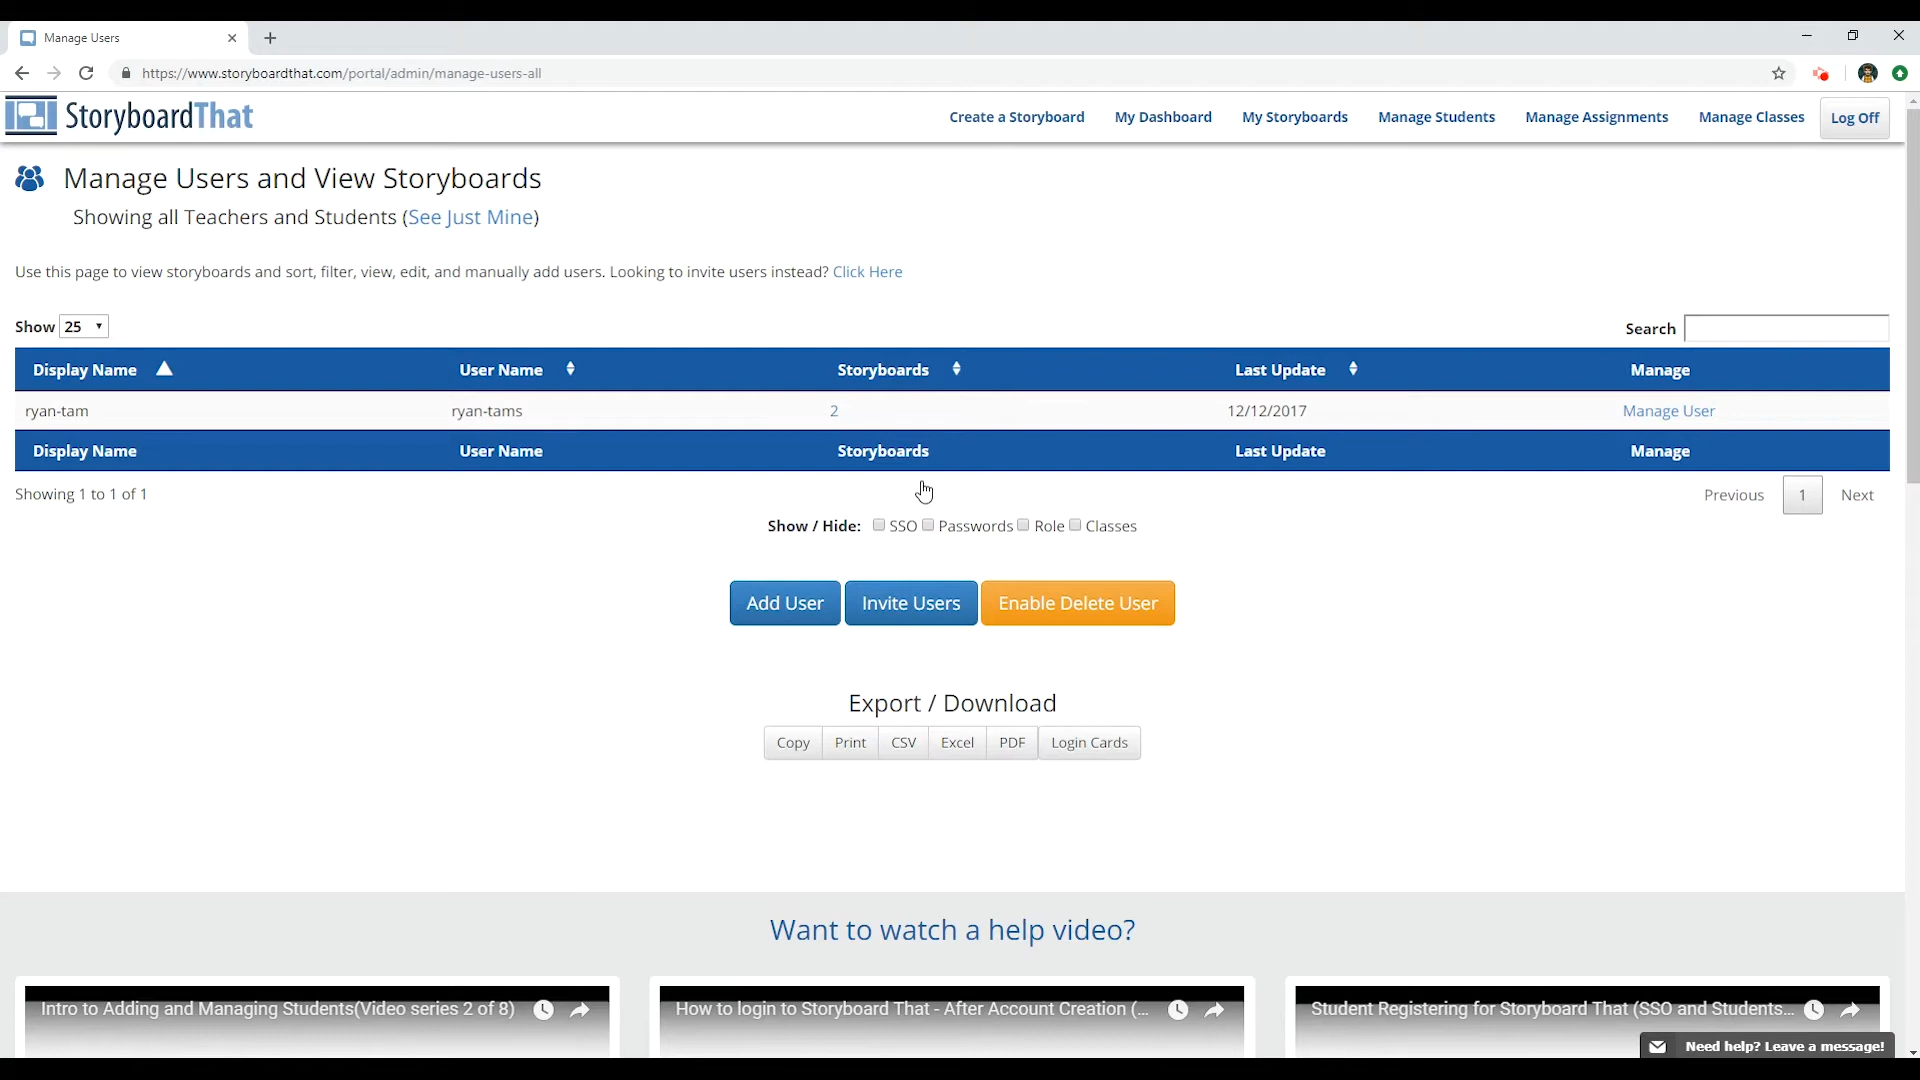 Manage Users
https://www.storyboardthat.com/portal/admin/manage-users-all
StoryboardThat
Create a Storyboard My Dashboard My Storyboards Manage Students Manage Assignments Manage Classes Log Off
Manage Users and View Storyboards
Showing all Teachers and Students (See Just Mine)
Use this page to view storyboards and sort, filter, view, edit, and manually add users. Looking to invite users instead? Click Here
Show 25 Search
Display Name User Name Storyboards Last Update Manage
ryan-tam ryan-tams 2 12/12/2017 Manage User
Display Name User Name Storyboards Last Update Manage
Showing 1 to 1 of 1 Previous 1 Next
Show / Hide: SSO Passwords Role Classes
Add User Invite Users Enable Delete User
Export / Download
Copy Print CSV Excel PDF Login Cards
Want to watch a help video?
Intro to Adding and Managing Students(Video series 2 of 8) How to login to Storyboard That - After Account Creation (... Student Registering for Storyboard That (SSO and Students...
Need help? Leave a message!